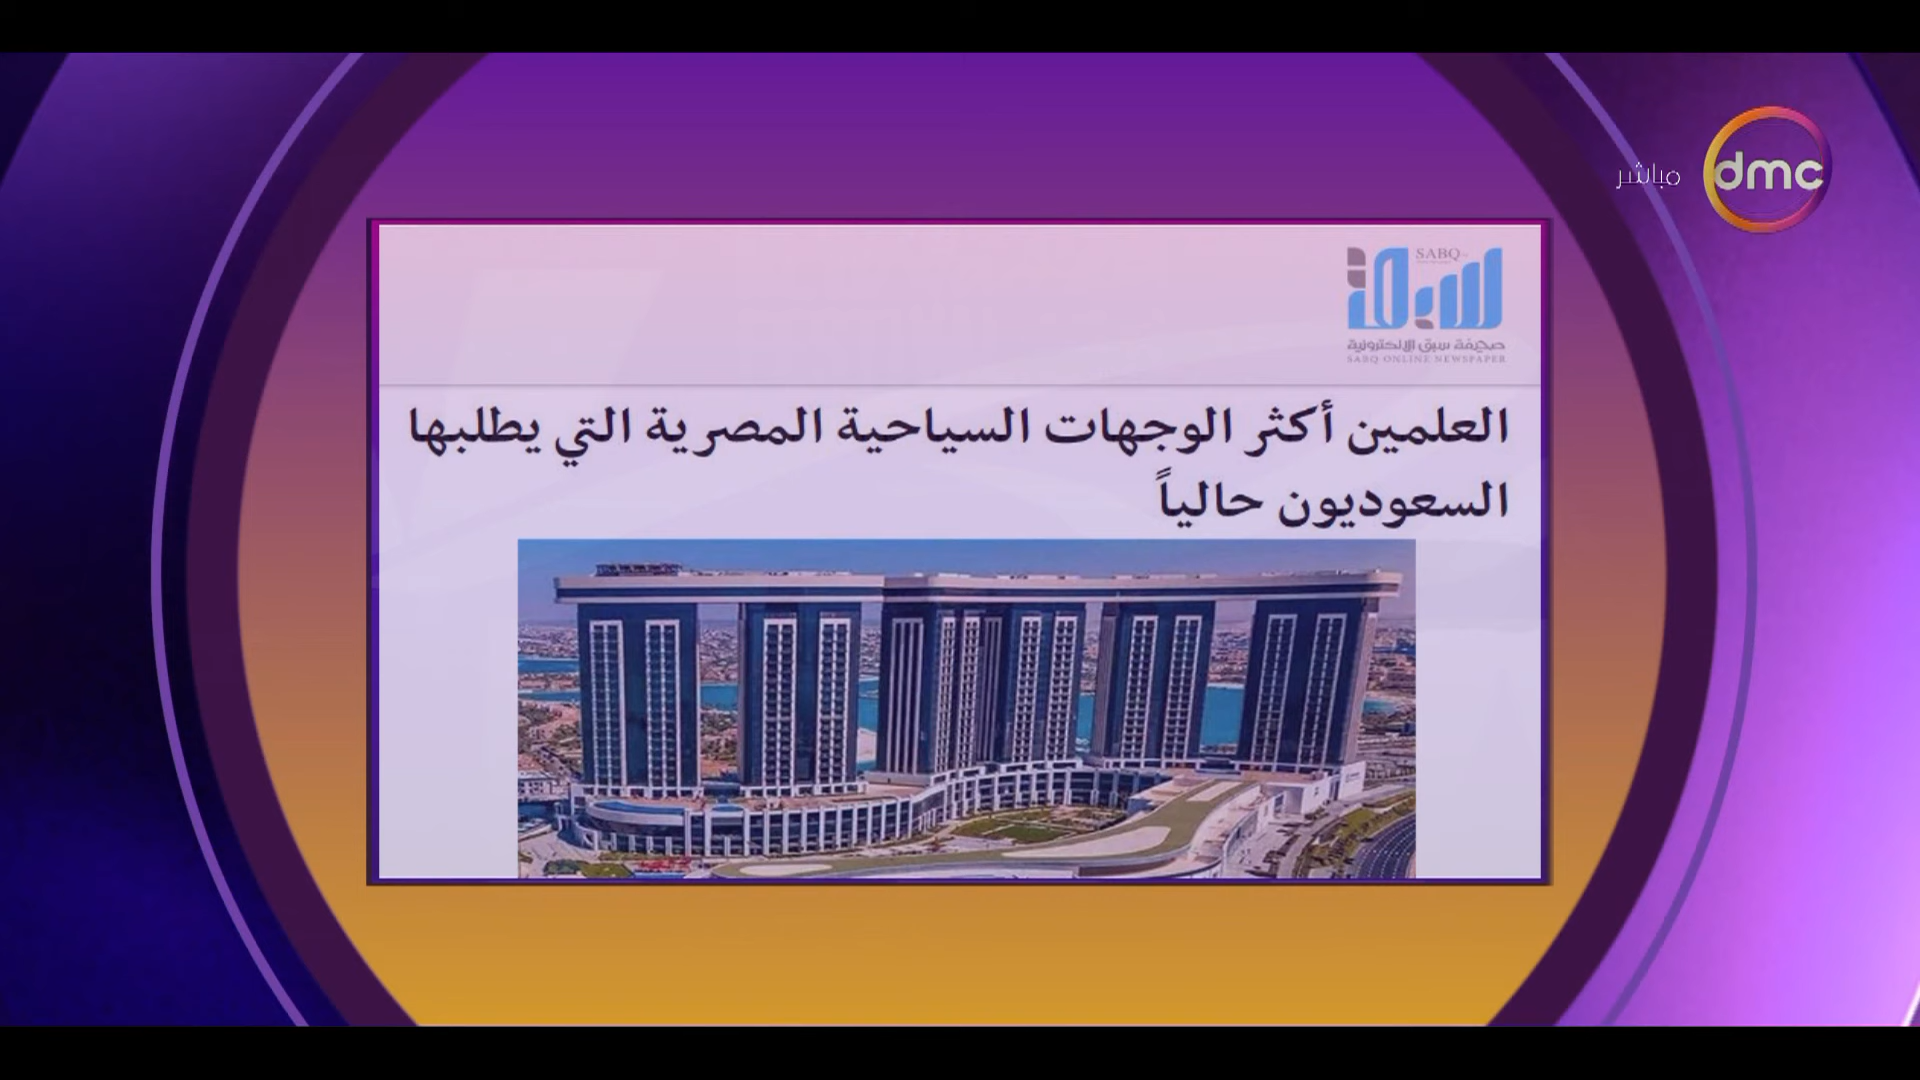 dmc
مباشر
SABQ
سبق
صحيفة سبق الإلكترونية
SABQ ONLINE NEWSPAPER
العلمين أكثر الوجهات السياحية المصرية التي يطلبها
السعوديون حالياً